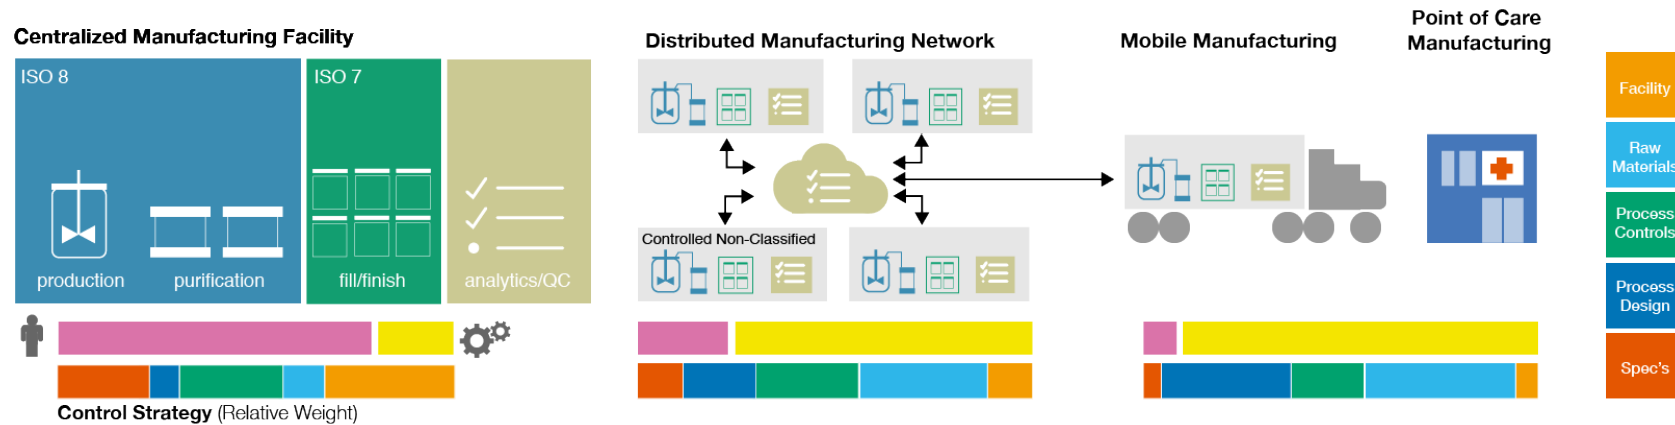 Centralized Manufacturing Facility
ISO 8
ISO 7
production
purification
fill/finish
analytics/QC
Control Strategy (Relative Weight)
Distributed Manufacturing Network
Controlled Non-Classified
Mobile Manufacturing
Point of Care
Manufacturing
Facility
Raw
Materials
Process
Controls
Process
Design
Spec's